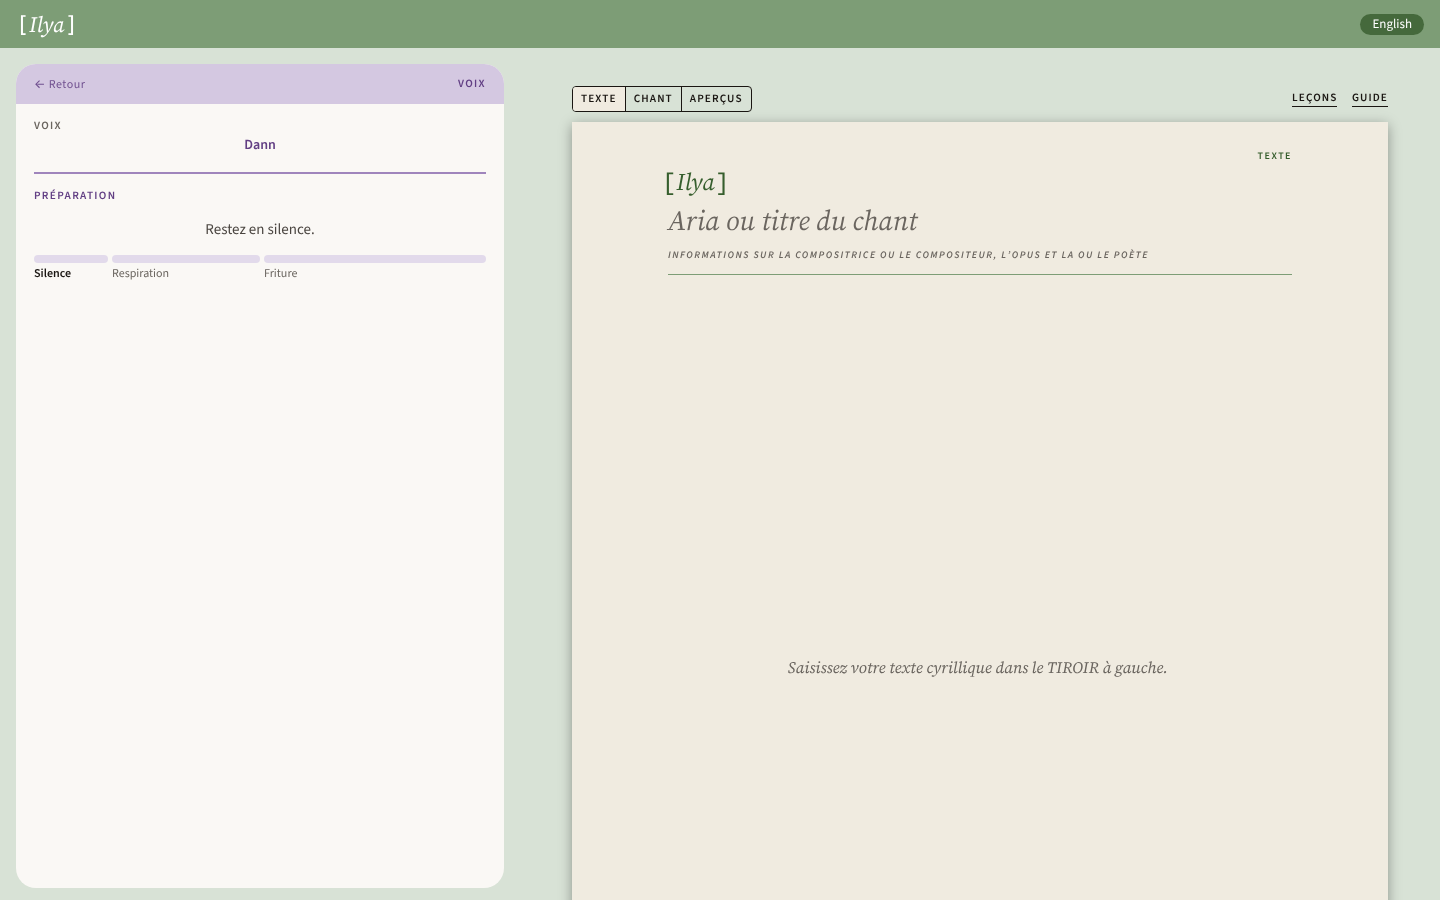 [Ilya]
English
← Retour
VOIX
VOIX
Dann
PRÉPARATION
Restez en silence.
Silence
Respiration
Friture
TEXTE
CHANT
APERÇUS
LEÇONS
GUIDE
TEXTE
[Ilya]
Aria ou titre du chant
INFORMATIONS SUR LA COMPOSITRICE OU LE COMPOSITEUR, L'OPUS ET LA OU LE POÈTE
Saisissez votre texte cyrillique dans le TIROIR à gauche.